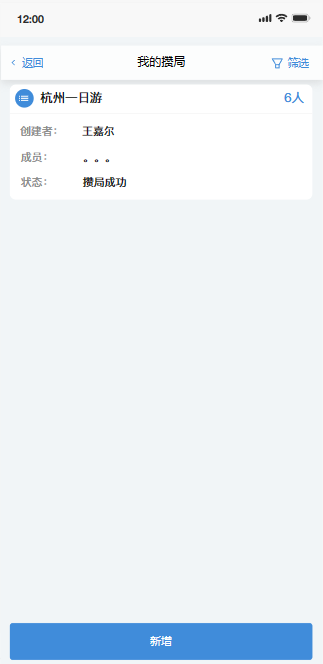 12:00
返回 我的攒局 筛选
杭州一日游 6人
创建者： 王嘉尔
成员： 。。。
状态： 攒局成功
新增